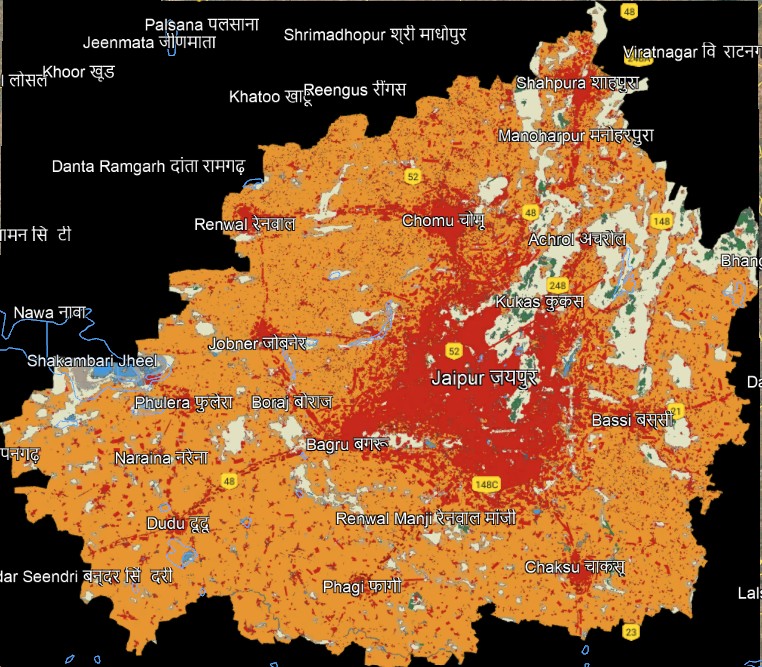 48
Palsana पलसाना
Jeenmata जीणमाता
Shrimadhopur श्री माधोपुर
Viratnagar वि राटनग
लोसल
Khoor खूड
Khatoo खाटू
Reengus रींगस
Shahpura शाहपुरा
Manoharpur मनोहरपुरा
Danta Ramgarh दांता रामगढ़
52
Renwal रेनवाल
Chomu चोमू
48
148
Achrol अचरोल
ामन सि टी
Bhang
248
Kukas कुकस
Nawa नावा
Jobner जोबनेर
52
Shakambari Jheel
Jaipur जयपुर
Da
Phulera फुलेरा
Boraj बोराज
21
Bassi बस्सी
Bagru बगरू
पनगढ़
Naraina नरेना
48
148C
Dudu दूदू
Renwal Manji रेनवाल मांजी
dar Seendri बन्दर सिं दरी
Chaksu चाकसू
Phagi फागी
Lals
23